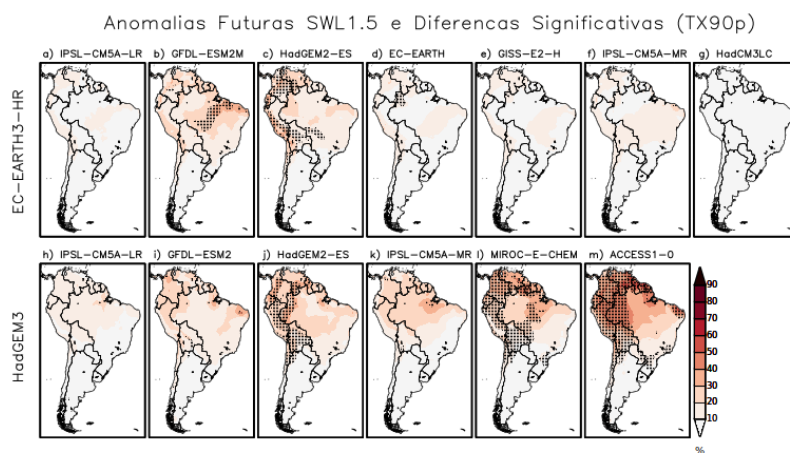 Anomalias Futuras SWL1.5 e Diferencas Significativas (TX90p)
a) IPSL-CM5A-LR b) GFDL-ESM2M c) HadGEM2-ES d) EC-EARTH e) GISS-E2-H f) IPSL-CM5A-MR g) HadCM3LC
EC-EARTH3-HR
h) IPSL-CM5A-LR i) GFDL-ESM2 j) HadGEM2-ES k) IPSL-CM5A-MR l) MIROC-E-CHEM m) ACCESS1-0
HadGEM3
90
80
70
60
50
40
30
20
10
%